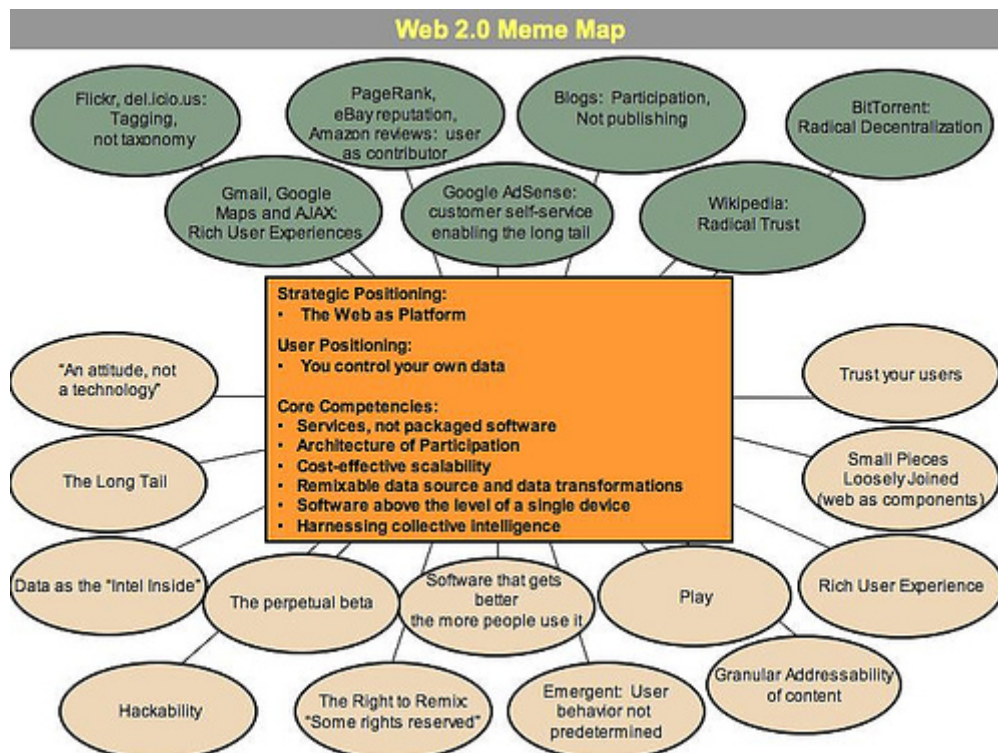 Web 2.0 Meme Map
Flickr, del.icio.us:
Tagging,
not taxonomy
PageRank,
eBay reputation,
Amazon reviews: user
as contributor
Blogs: Participation,
Not publishing
BitTorrent:
Radical Decentralization
Gmail, Google
Maps and AJAX:
Rich User Experiences
Google AdSense:
customer self-service
enabling the long tail
Wikipedia:
Radical Trust
Strategic Positioning:
• The Web as Platform
User Positioning:
• You control your own data
Core Competencies:
• Services, not packaged software
• Architecture of Participation
• Cost-effective scalability
• Remixable data source and data transformations
• Software above the level of a single device
• Harnessing collective intelligence
"An attitude, not
a technology"
Trust your users
The Long Tail
Small Pieces
Loosely Joined
(web as components)
Data as the "Intel Inside"
The perpetual beta
Software that gets
better
the more people use it
Play
Rich User Experience
Hackability
The Right to Remix:
"Some rights reserved"
Emergent: User
behavior not
predetermined
Granular Addressability
of content